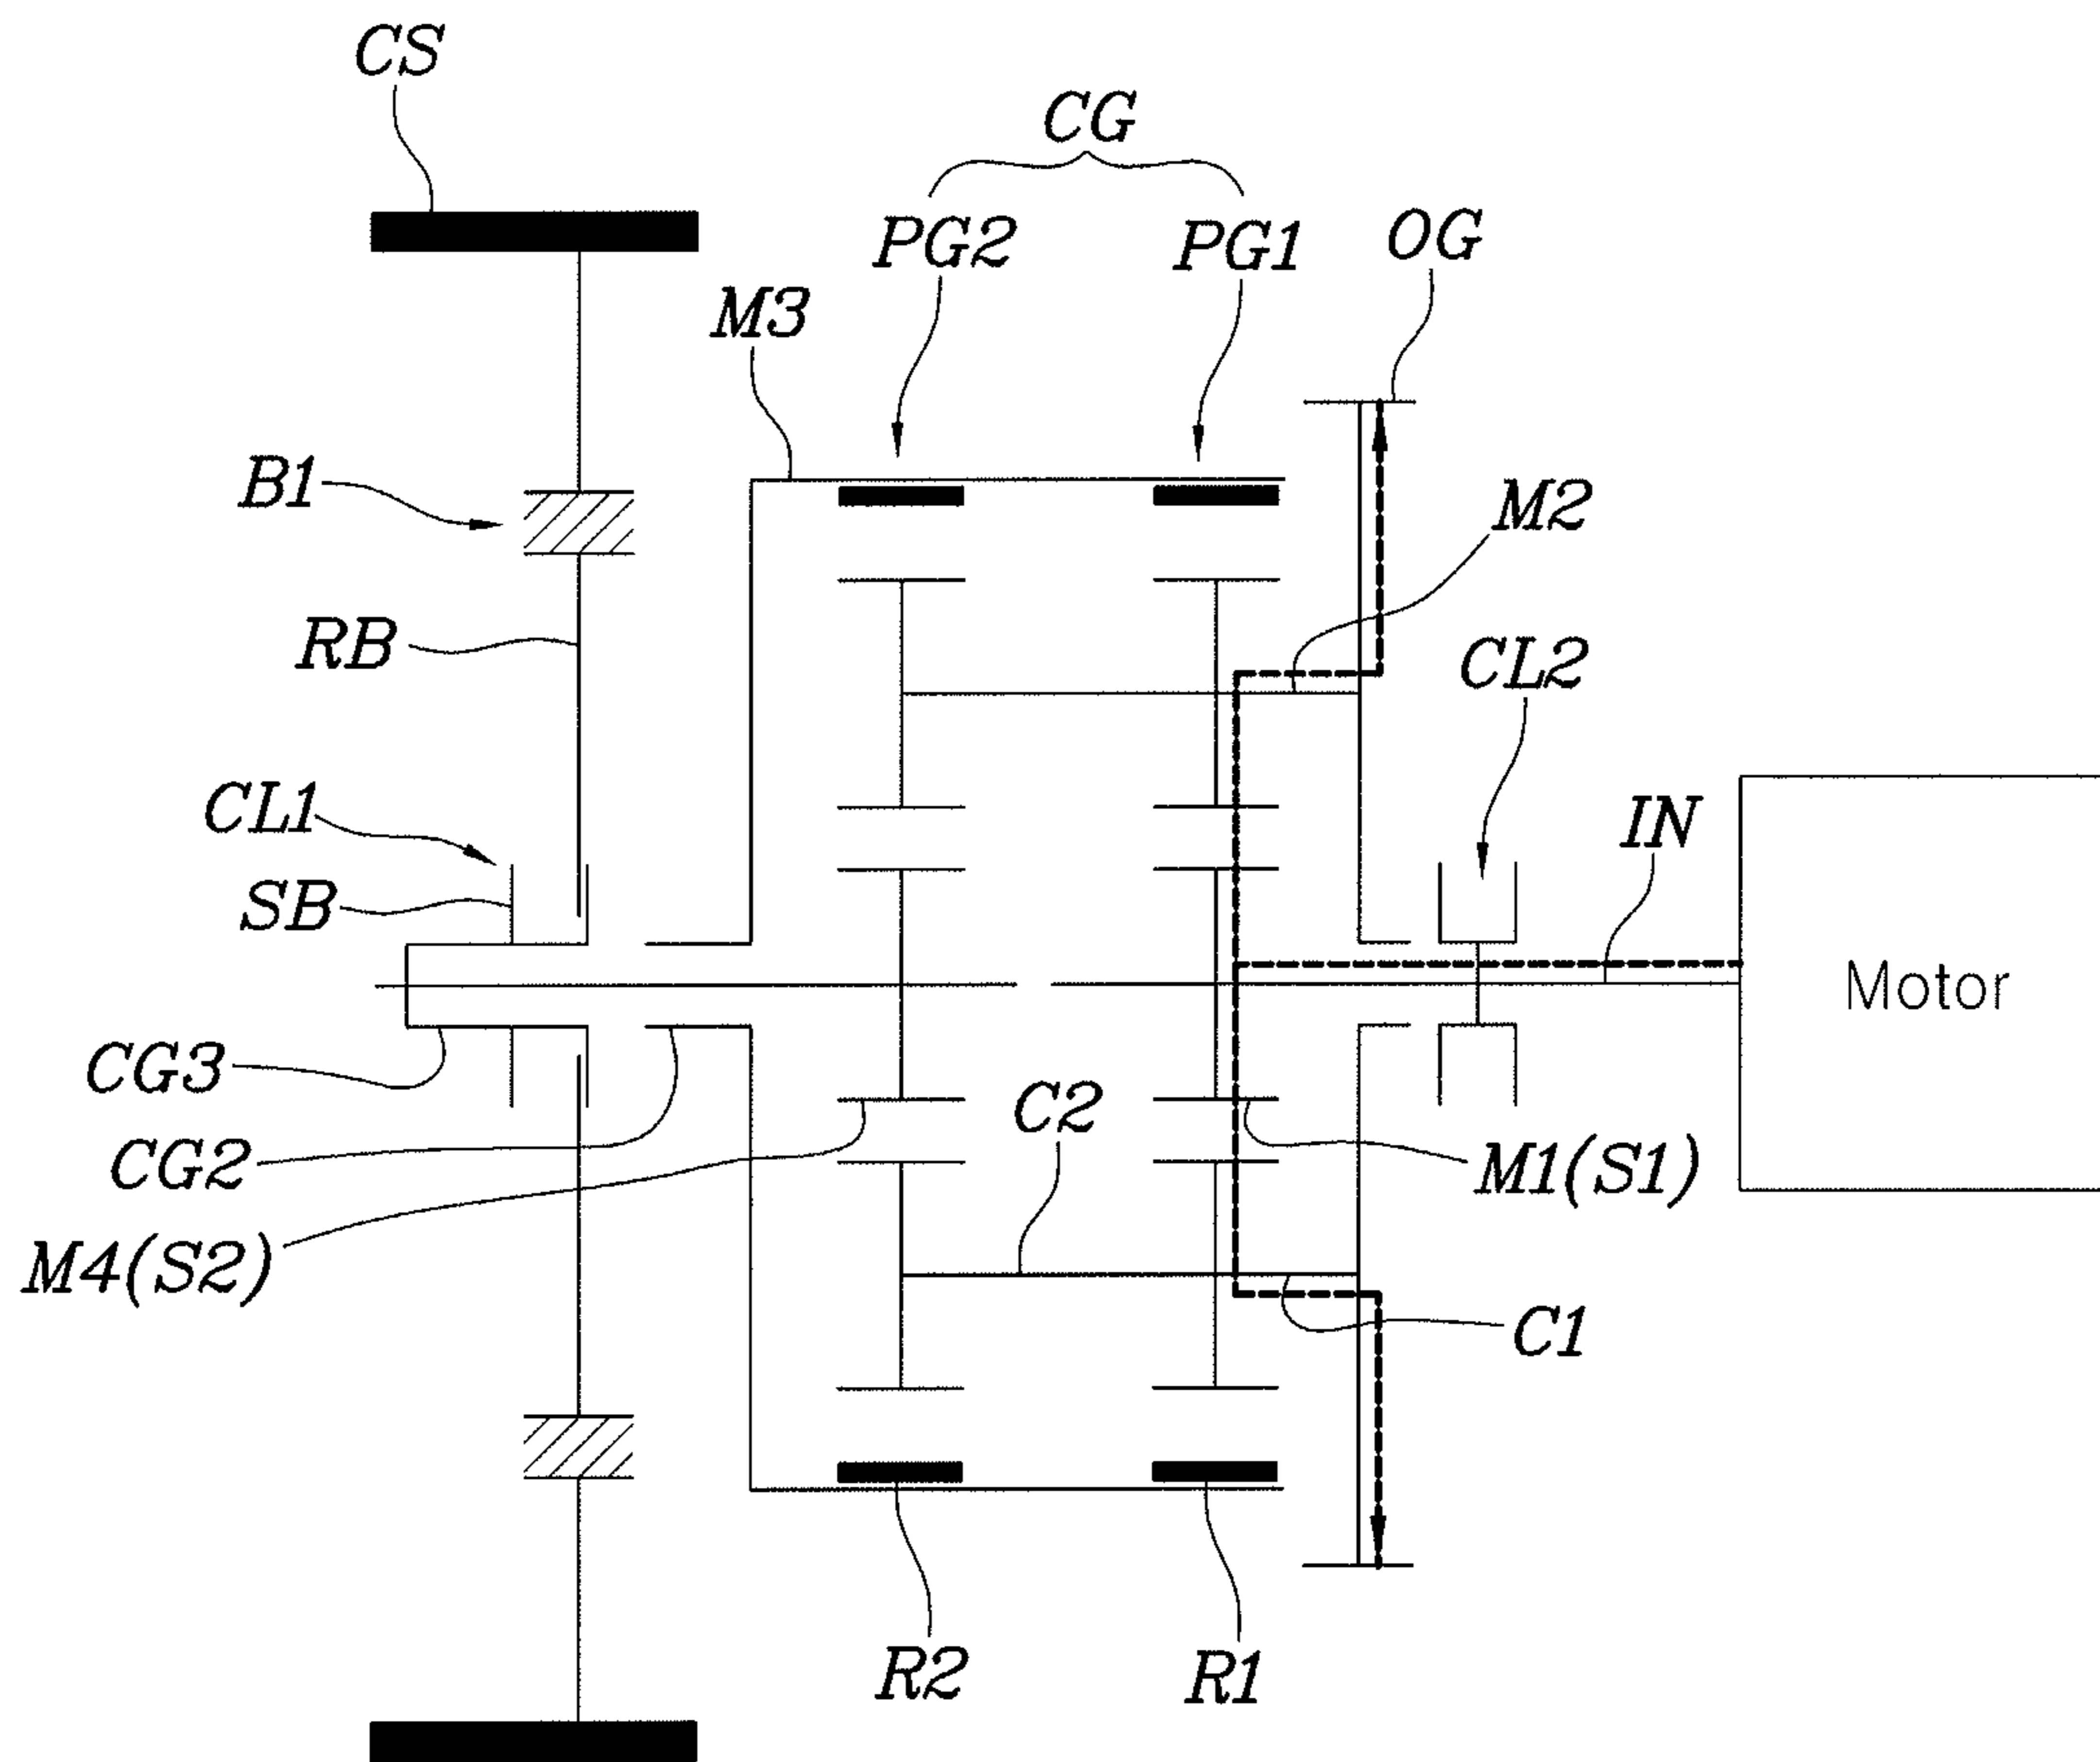 CS
CG
PG2
PG1
OG
M3
B1
M2
RB
CL2
CL1
IN
SB
Motor
CG3
C2
CG2
M1(S1)
M4(S2)
C1
R2
R1